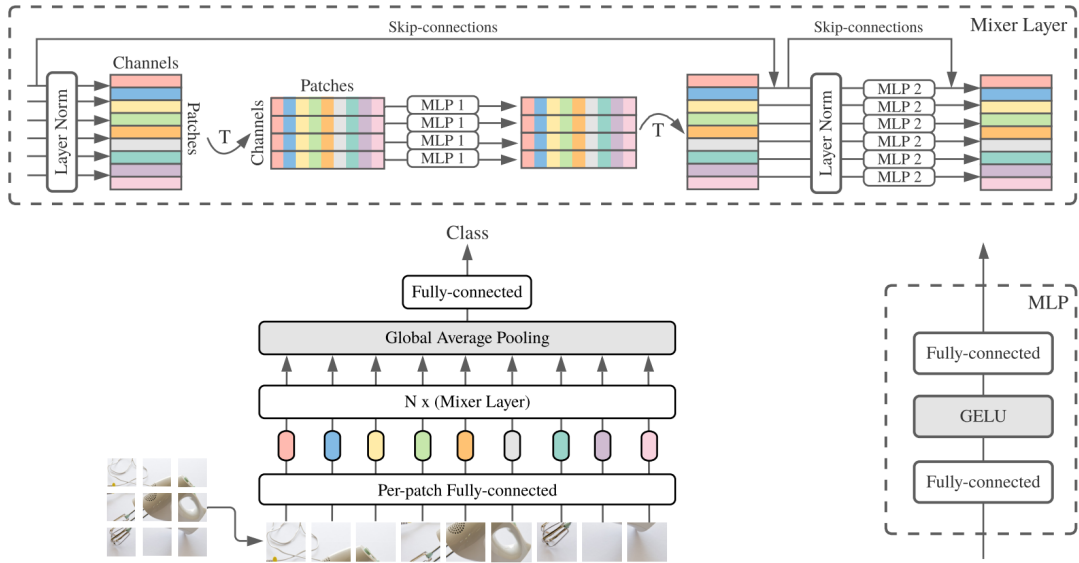 Skip-connections
Skip-connections
Mixer Layer
Channels
Layer Norm
Patches
T
Patches
Channels
MLP 1
MLP 1
MLP 1
MLP 1
T
Layer Norm
MLP 2
MLP 2
MLP 2
MLP 2
MLP 2
MLP 2
Class
Fully-connected
Global Average Pooling
N x (Mixer Layer)
Per-patch Fully-connected
MLP
Fully-connected
GELU
Fully-connected